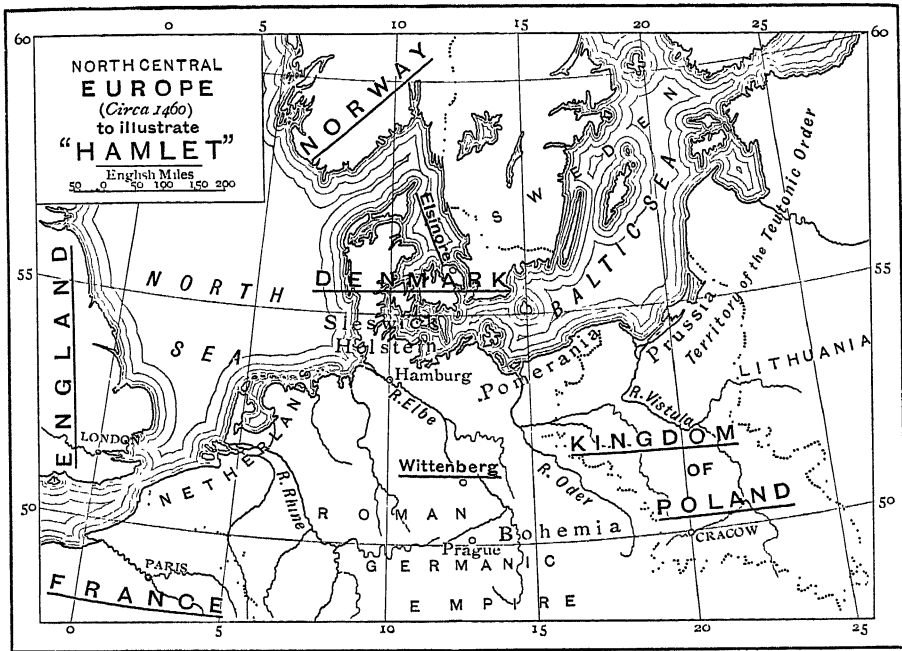 0 5 10 15 20 25
60 60
NORTH CENTRAL
EUROPE
(Circa 1460)
to illustrate
"HAMLET"
English Miles
50 0 50 100 150 200
NORWAY
SWEDEN
BALTIC SEA
Territory of the Teutonic Order
Elsinore
55 55
ENGLAND
NORTH
SEA
DENMARK
Sleswick
Holstein
Prussia
LITHUANIA
Pomerania
Hamburg
R. Elbe
R. Vistula
LONDON
NETHERLAND
KINGDOM
OF
POLAND
Wittenberg
R. Oder
R. Rhine
50 50
ROMAN
Bohemia
Prague
CRACOW
GERMANIC
PARIS
FRANCE
EMPIRE
0 5 10 15 20 25